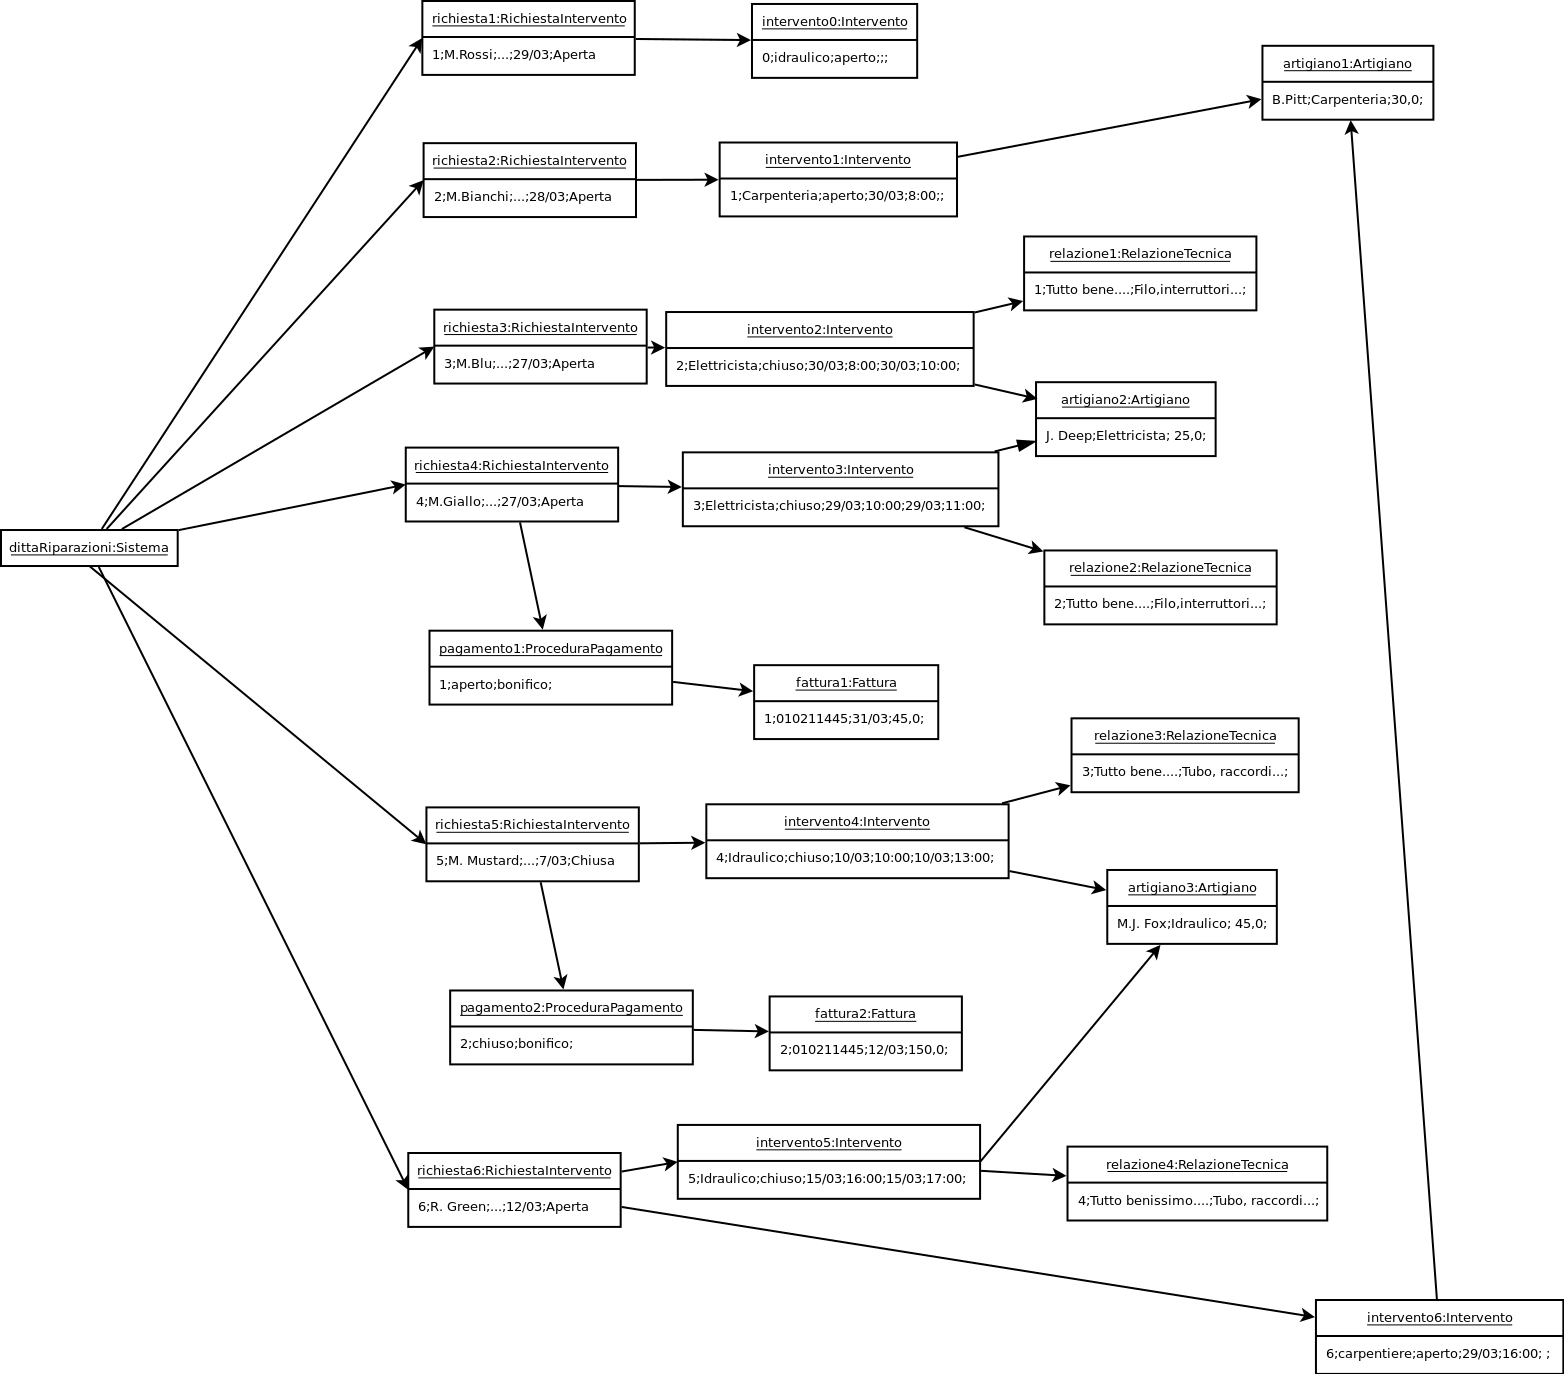 richiesta1:RichiestaIntervento
1;M.Rossi;...;29/03;Aperta
intervento0:Intervento
0;idraulico;aperto;;;
artigiano1:Artigiano
B.Pitt;Carpenteria;30,0;
richiesta2:RichiestaIntervento
2;M.Bianchi;...;28/03;Aperta
intervento1:Intervento
1;Carpenteria;aperto;30/03;8:00;;
relazione1:RelazioneTecnica
1;Tutto bene....;Filo,interruttori...;
richiesta3:RichiestaIntervento
3;M.Blu;...;27/03;Aperta
intervento2:Intervento
2;Elettricista;chiuso;30/03;8:00;30/03;10:00;
artigiano2:Artigiano
J. Deep;Elettricista; 25,0;
richiesta4:RichiestaIntervento
4;M.Giallo;...;27/03;Aperta
intervento3:Intervento
3;Elettricista;chiuso;29/03;10:00;29/03;11:00;
dittaRiparazioni:Sistema
relazione2:RelazioneTecnica
2;Tutto bene....;Filo,interruttori...;
pagamento1:ProceduraPagamento
1;aperto;bonifico;
fattura1:Fattura
1;010211445;31/03;45,0;
relazione3:RelazioneTecnica
3;Tutto bene....;Tubo, raccordi...;
richiesta5:RichiestaIntervento
5;M. Mustard;...;7/03;Chiusa
intervento4:Intervento
4;Idraulico;chiuso;10/03;10:00;10/03;13:00;
artigiano3:Artigiano
M.J. Fox;Idraulico; 45,0;
pagamento2:ProceduraPagamento
2;chiuso;bonifico;
fattura2:Fattura
2;010211445;12/03;150,0;
richiesta6:RichiestaIntervento
6;R. Green;...;12/03;Aperta
intervento5:Intervento
5;Idraulico;chiuso;15/03;16:00;15/03;17:00;
relazione4:RelazioneTecnica
4;Tutto benissimo....;Tubo, raccordi...;
intervento6:Intervento
6;carpentiere;aperto;29/03;16:00; ;